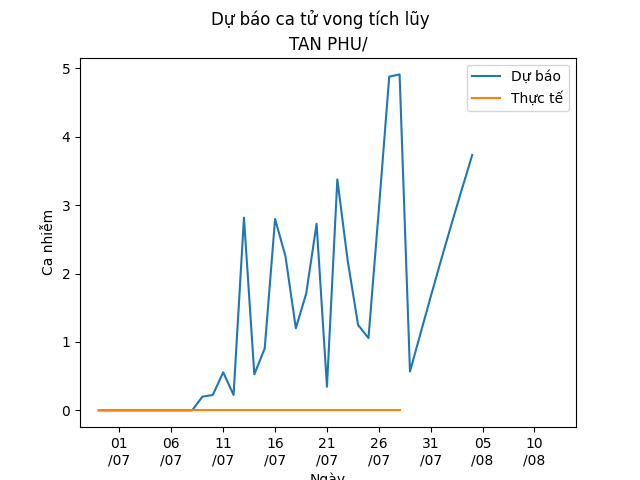 Dự báo ca tử vong tích lũy
TAN PHU/
Dự báo
Thực tế
Ca nhiễm
5
4
3
2
1
0
01 06 11 16 21 26 31 05 10
/07 /07 /07 /07 /07 /07 /07 /08 /08
Ngày